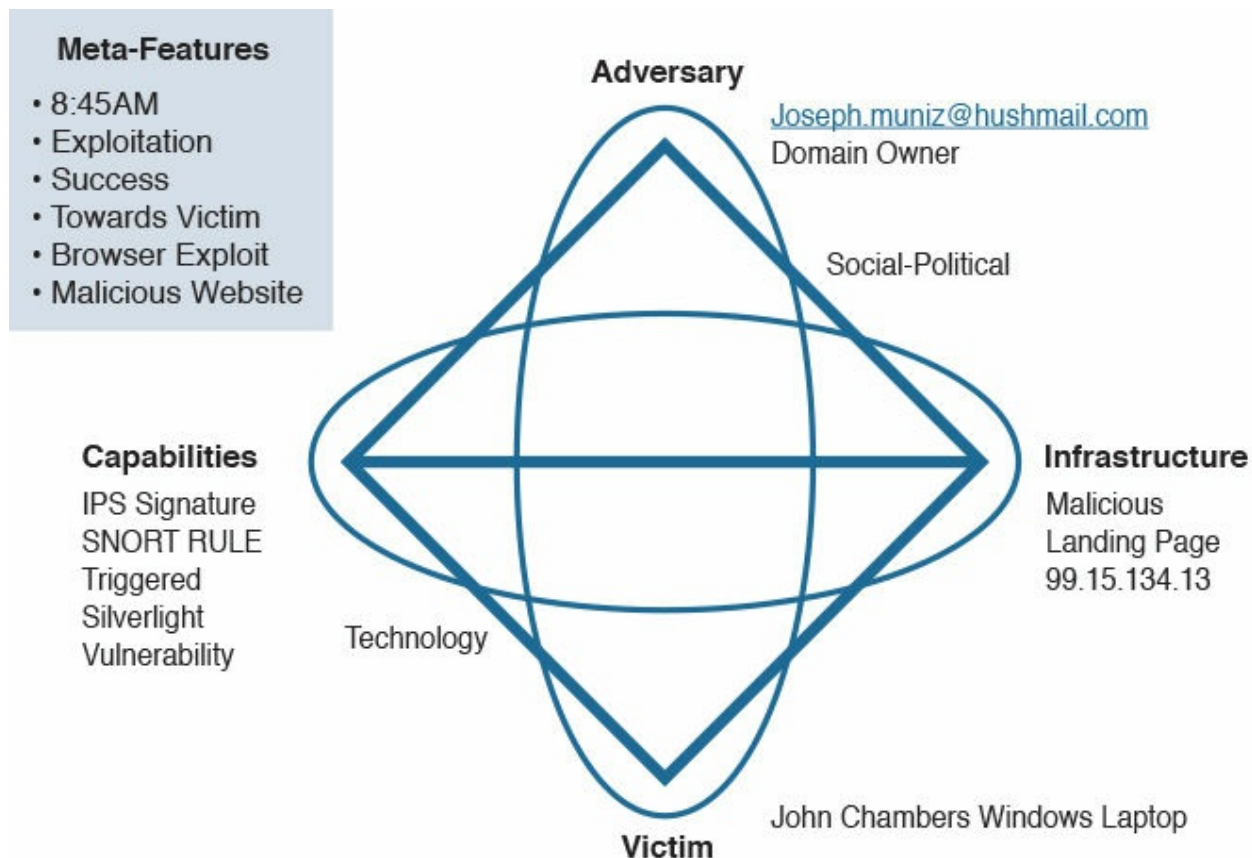 Meta-Features
• 8:45AM
• Exploitation
• Success
• Towards Victim
• Browser Exploit
• Malicious Website
Adversary
Joseph.muniz@hushmail.com
Domain Owner
Social-Political
Capabilities
IPS Signature
SNORT RULE
Triggered
Silverlight
Vulnerability
Infrastructure
Malicious
Landing Page
99.15.134.13
Technology
John Chambers Windows Laptop
Victim